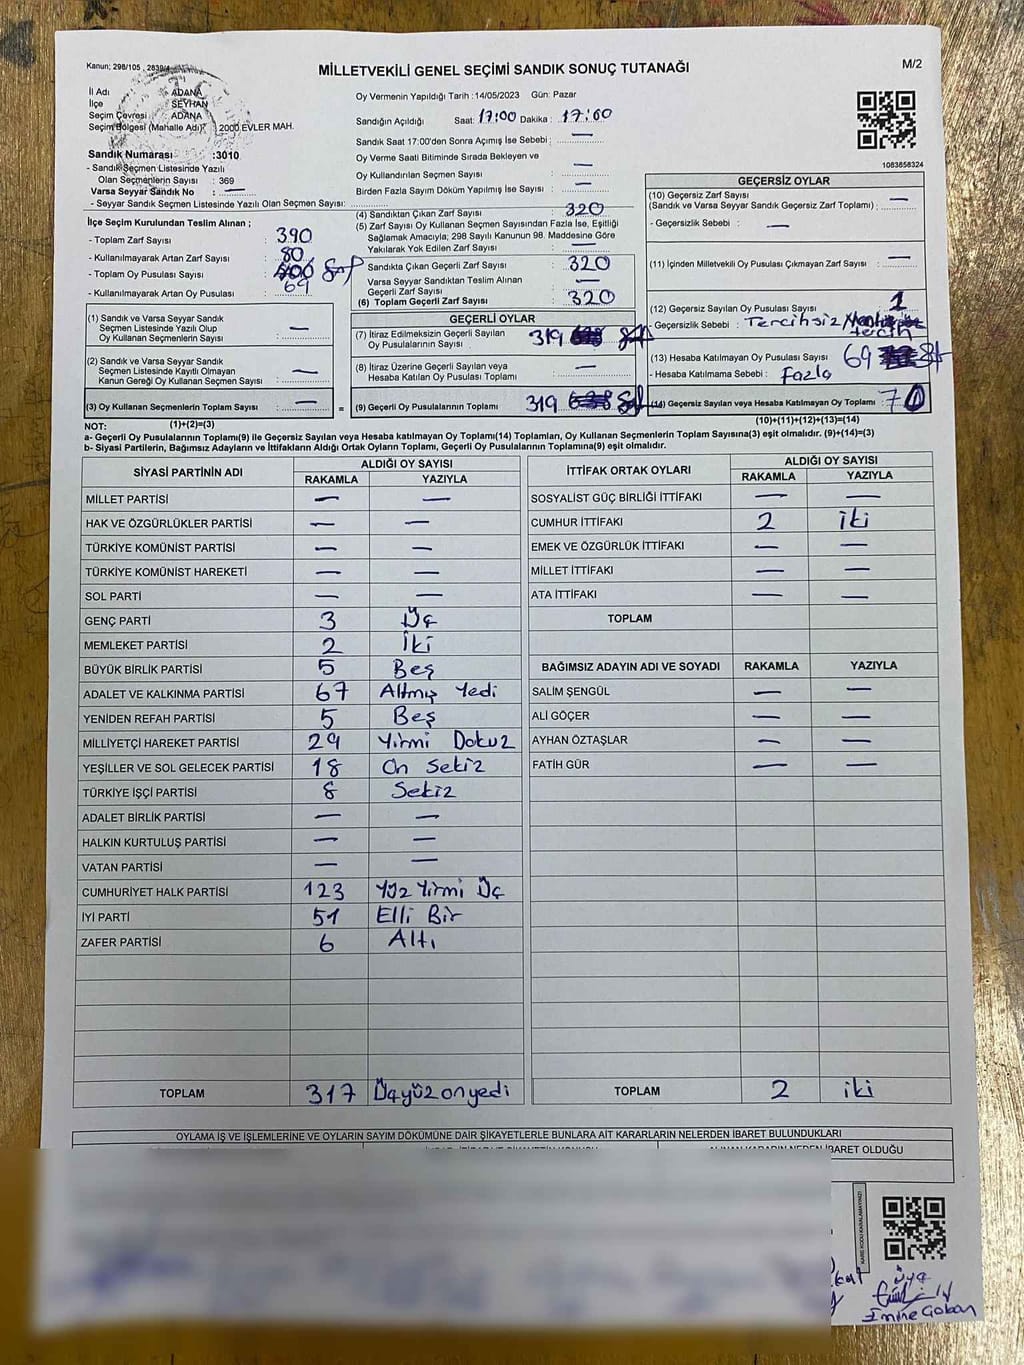 Kanun; 298/105 , 2839/4
MİLLETVEKİLİ GENEL SEÇİMİ SANDIK SONUÇ TUTANAĞI
M/2
İl Adı : ADANA
İlçe : SEYHAN
Seçim Çevresi : ADANA
Seçim Bölgesi (Mahalle Adı) : 2000 EVLER MAH.
Sandık Numarası :3010
- Sandık Seçmen Listesinde Yazılı
Olan Seçmenlerin Sayısı : 369
Varsa Seyyar Sandık No : —
- Seyyar Sandık Seçmen Listesinde Yazılı Olan Seçmen Sayısı:
Oy Vermenin Yapıldığı Tarih :14/05/2023 Gün: Pazar
Sandığın Açıldığı Saat: 17:00 Dakika : 17:00
Sandık Saat 17:00'den Sonra Açımış İse Sebebi : —
Oy Verme Saati Bitiminde Sırada Bekleyen ve
Oy Kullandırılan Seçmen Sayısı : —
Birden Fazla Sayım Döküm Yapılmış İse Sayısı : —
1083858324
İlçe Seçim Kurulundan Teslim Alınan ;
- Toplam Zarf Sayısı : 390
- Kullanılmayarak Artan Zarf Sayısı : 80
- Toplam Oy Pusulası Sayısı :
- Kullanılmayarak Artan Oy Pusulası : 69
(4) Sandıktan Çıkan Zarf Sayısı : 320
(5) Zarf Sayısı Oy Kullanan Seçmen Sayısından Fazla İse, Eşitliği
Sağlamak Amacıyla; 298 Sayılı Kanunun 98. Maddesine Göre
Yakılarak Yok Edilen Zarf Sayısı : —
Sandıkta Çıkan Geçerli Zarf Sayısı : 320
Varsa Seyyar Sandıktan Teslim Alınan
Geçerli Zarf Sayısı :
(6) Toplam Geçerli Zarf Sayısı : 320
GEÇERSİZ OYLAR
(10) Geçersiz Zarf Sayısı
(Sandık ve Varsa Seyyar Sandık Geçersiz Zarf Toplamı) : —
- Geçersizlik Sebebi : —
(11) İçinden Milletvekili Oy Pusulası Çıkmayan Zarf Sayısı : —
(12) Geçersiz Sayılan Oy Pusulası Sayısı : 1
- Geçersizlik Sebebi : Tercihsiz/
tercih
(13) Hesaba Katılmayan Oy Pusulası Sayısı : 69
- Hesaba Katılmama Sebebi : Fazla
(14) Geçersiz Sayılan veya Hesaba Katılmayan Oy Toplamı : 70
(10)+(11)+(12)+(13)=(14)
(1) Sandık ve Varsa Seyyar Sandık
Seçmen Listesinde Yazılı Olup
Oy Kullanan Seçmenlerin Sayısı : —
(2) Sandık ve Varsa Seyyar Sandık
Seçmen Listesinde Kayıtlı Olmayan
Kanun Gereği Oy Kullanan Seçmen Sayısı : —
(3) Oy Kullanan Seçmenlerin Toplam Sayısı : —
(1)+(2)=(3)
GEÇERLİ OYLAR
(7) İtiraz Edilmeksizin Geçerli Sayılan
Oy Pusulalarının Sayısı : 319
(8) İtiraz Üzerine Geçerli Sayılan veya
Hesaba Katılan Oy Pusulası Toplamı : —
= (9) Geçerli Oy Pusulalarının Toplamı : 319
NOT:
a- Geçerli Oy Pusulalarının Toplamı(9) ile Geçersiz Sayılan veya Hesaba katılmayan Oy Toplamı(14) Toplamları, Oy Kullanan Seçmenlerin Toplam Sayısına(3) eşit olmalıdır. (9)+(14)=(3)
b- Siyasi Partilerin, Bağımsız Adayların ve İttifakların Aldığı Ortak Oyların Toplamı, Geçerli Oy Pusulalarının Toplamına(9) eşit olmalıdır.
SİYASİ PARTİNİN ADI ALDIĞI OY SAYISI
RAKAMLA YAZIYLA
MİLLET PARTİSİ — —
HAK VE ÖZGÜRLÜKLER PARTİSİ — —
TÜRKİYE KOMÜNİST PARTİSİ — —
TÜRKİYE KOMÜNİST HAREKETİ — —
SOL PARTİ — —
GENÇ PARTİ 3 Üç
MEMLEKET PARTİSİ 2 İki
BÜYÜK BİRLİK PARTİSİ 5 Beş
ADALET VE KALKINMA PARTİSİ 67 Altmış Yedi
YENİDEN REFAH PARTİSİ 5 Beş
MİLLİYETÇİ HAREKET PARTİSİ 29 Yirmi Dokuz
YEŞİLLER VE SOL GELECEK PARTİSİ 18 On Sekiz
TÜRKİYE İŞÇİ PARTİSİ 8 Sekiz
ADALET BİRLİK PARTİSİ — —
HALKIN KURTULUŞ PARTİSİ — —
VATAN PARTİSİ — —
CUMHURİYET HALK PARTİSİ 123 Yüz Yirmi Üç
İYİ PARTİ 51 Elli Bir
ZAFER PARTİSİ 6 Altı
TOPLAM 317 Üçyüz onyedi
İTTİFAK ORTAK OYLARI ALDIĞI OY SAYISI
RAKAMLA YAZIYLA
SOSYALİST GÜÇ BİRLİĞİ İTTİFAKI — —
CUMHUR İTTİFAKI 2 iki
EMEK VE ÖZGÜRLÜK İTTİFAKI — —
MİLLET İTTİFAKI — —
ATA İTTİFAKI — —
TOPLAM
BAĞIMSIZ ADAYIN ADI VE SOYADI RAKAMLA YAZIYLA
SALİM ŞENGÜL — —
ALİ GÖÇER — —
AYHAN ÖZTAŞLAR — —
FATİH GÜR — —
TOPLAM 2 iki
OYLAMA İŞ VE İŞLEMLERİNE VE OYLARIN SAYIM DÖKÜMÜNE DAİR ŞİKAYETLERLE BUNLARA AİT KARARLARIN NELERDEN İBARET BULUNDUKLARI
ALINAN KARARIN NEDEN İBARET OLDUĞU
KARE KODU KARALAMAYINIZ!
Üye
Emine Çoban